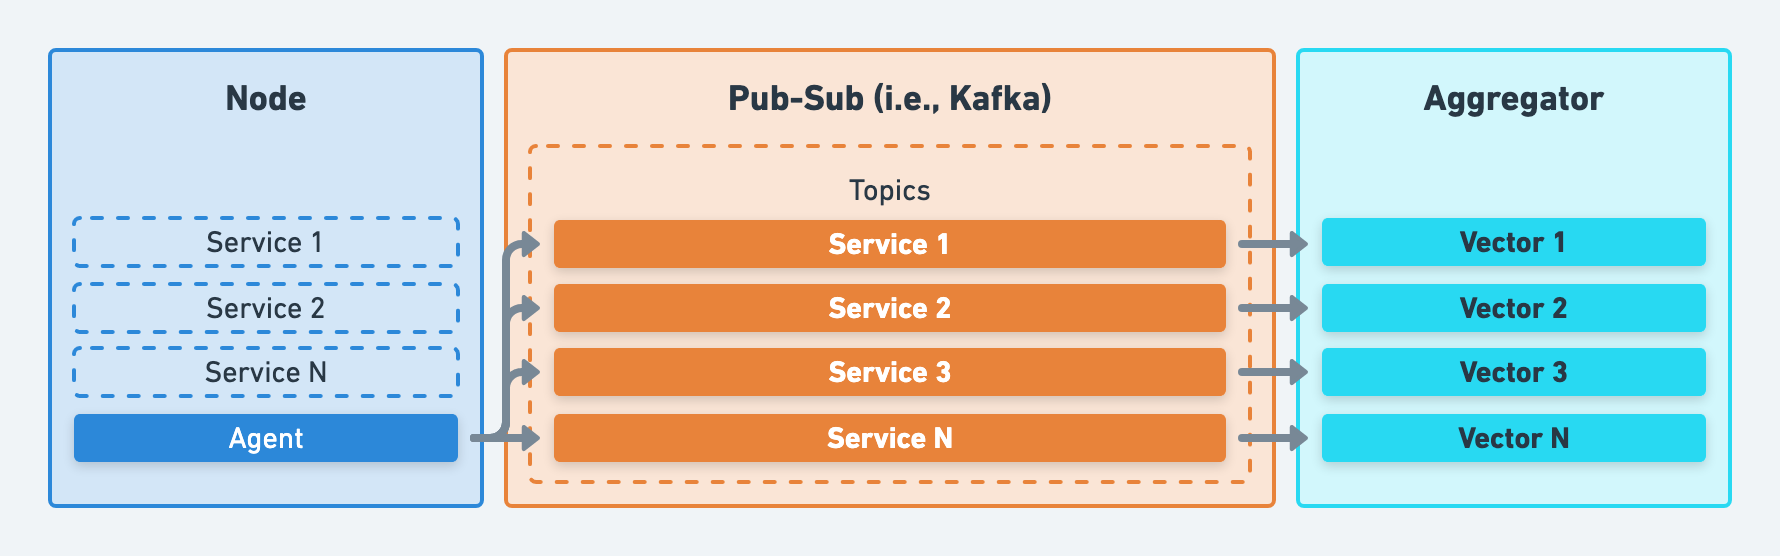 Node
Service 1
Service 2
Service N
Agent
Pub-Sub (i.e., Kafka)
Topics
Service 1
Service 2
Service 3
Service N
Aggregator
Vector 1
Vector 2
Vector 3
Vector N